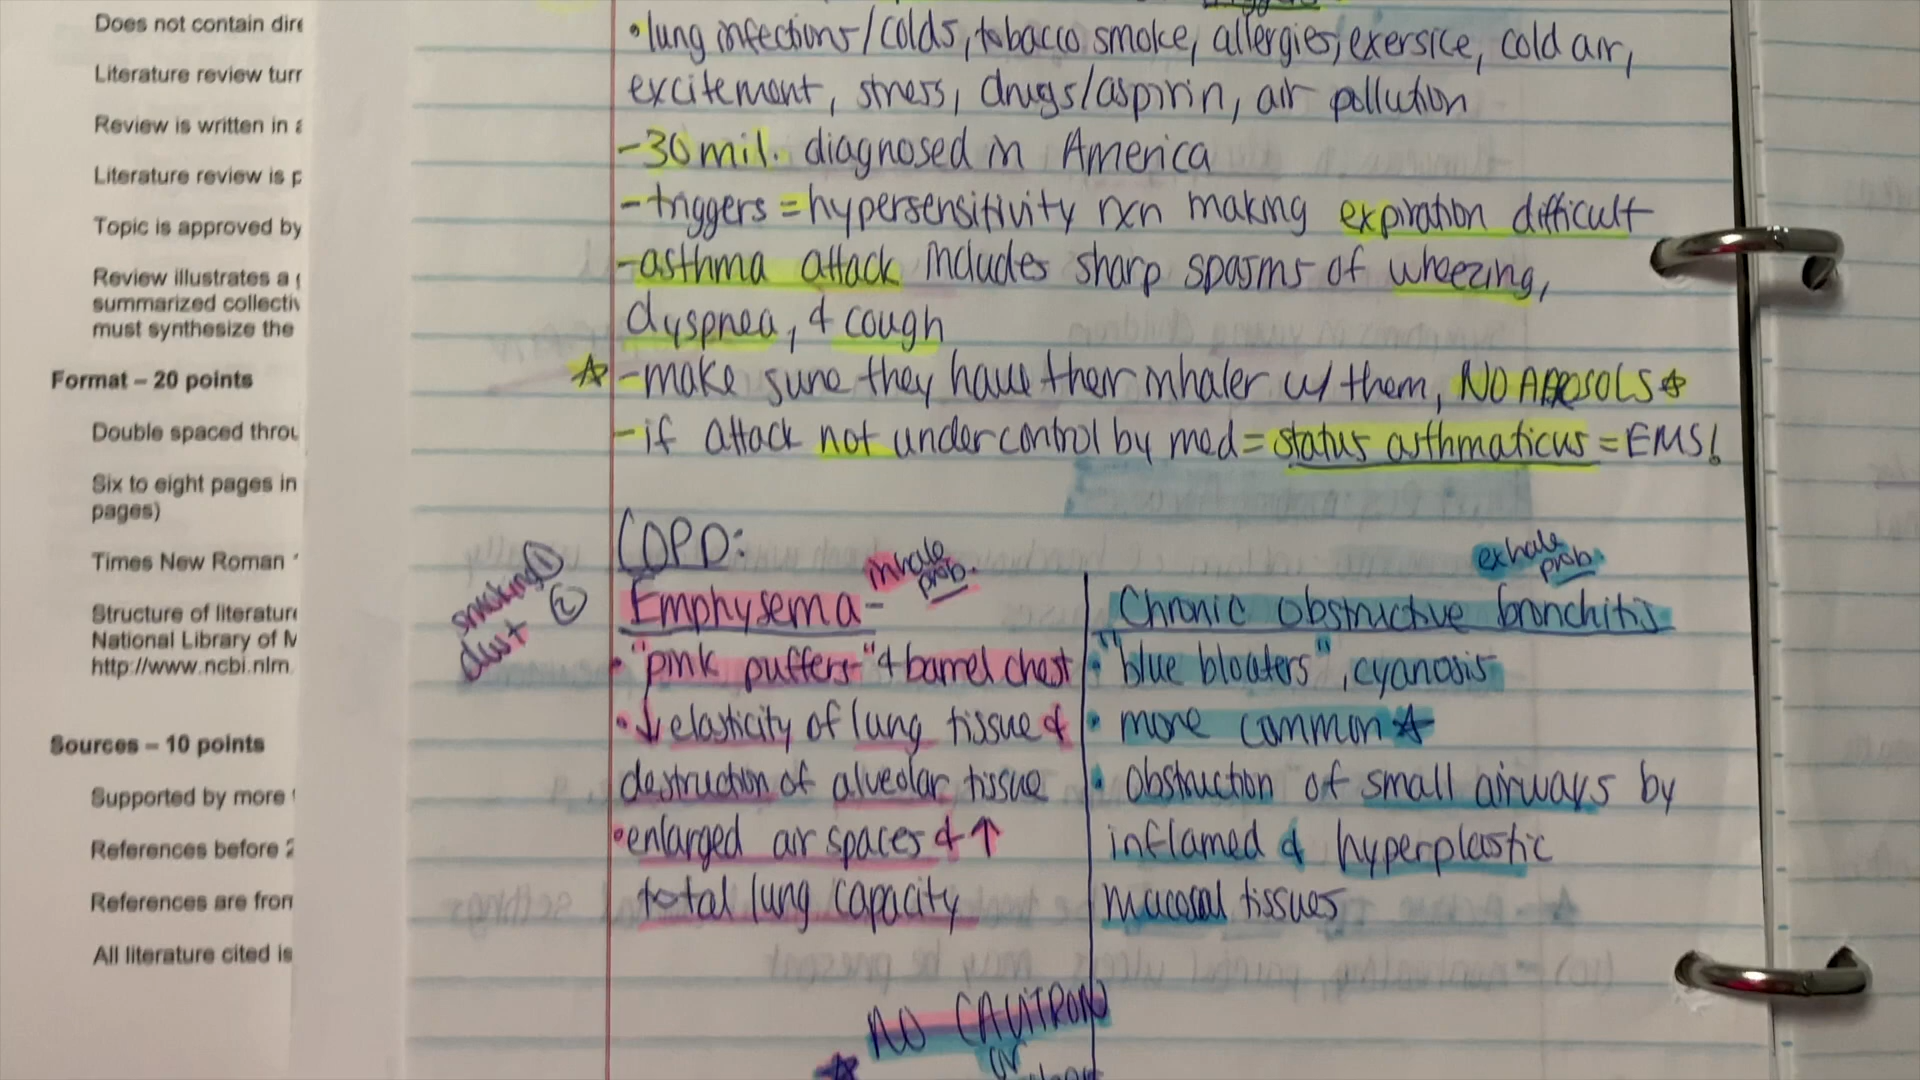 Does not contain
Literature review
Review is written in
Literature review is
Topic is approved by
Review illustrates a
summarized
must synthesize the
Format – 20 points
Double spaced
Six to eight pages in
pages)
Times New Roman
Structure of
National Library of
http://www.ncbi.nlm.
Sources – 10 points
Supported by more
References before
References are
All literature cited is
•lung infections/colds, tobacco smoke, allergies, exersice, cold air,
excitement, stress, drugs/aspirin, air pollution
-30 mil. diagnosed in America
-triggers = hypersensitivity rxn making expiration difficult
-asthma attack includes sharp spasms of wheezing,
dyspnea, & cough
☆ -make sure they have their inhaler w/ them, NO AEROSOLS ☆
-if attack not under control by med = status asthmaticus = EMS!
COPD:
smoking ①
dust ②
inhale
prob.
Emphysema-
• "pink puffers" & barrel chest
• ↓ elasticity of lung tissue &
destruction of alveolar tissue
• enlarged air spaces & ↑
total lung capacity
exhale
prob.
Chronic obstructive bronchitis
• "blue bloaters", cyanosis
• more common ☆
• obstruction of small airways by
inflamed & hyperplastic
mucosal tissues
NO CAVITRON
☆ or